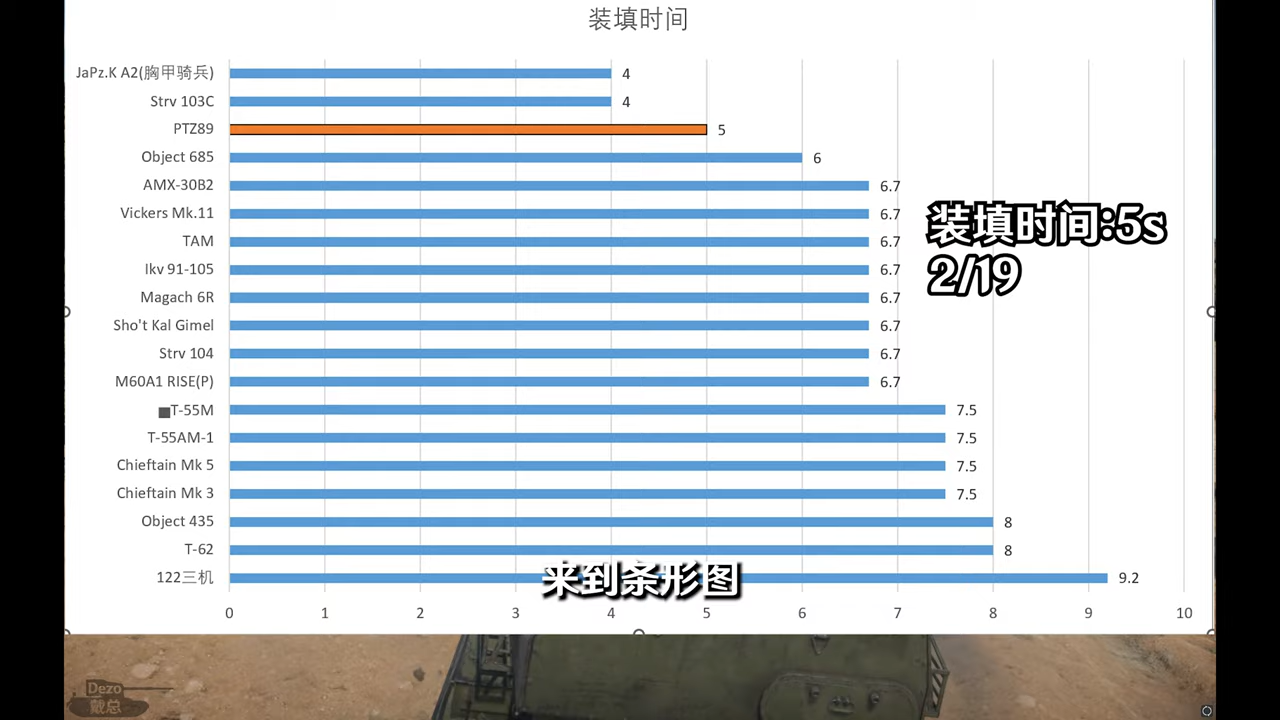 装填时间
JaPz.K A2(胸甲骑兵) 4
Strv 103C 4
PTZ89 5
Object 685 6
AMX-30B2 6.7
Vickers Mk.11 6.7
TAM 6.7
Ikv 91-105 6.7
Magach 6R 6.7
Sho't Kal Gimel 6.7
Strv 104 6.7
M60A1 RISE(P) 6.7
▄T-55M 7.5
T-55AM-1 7.5
Chieftain Mk 5 7.5
Chieftain Mk 3 7.5
Object 435 8
T-62 8
122三机 9.2
0 1 2 3 4 5 6 7 8 9 10
装填时间:5s
2/19
来到条形图
Dezo
戴总